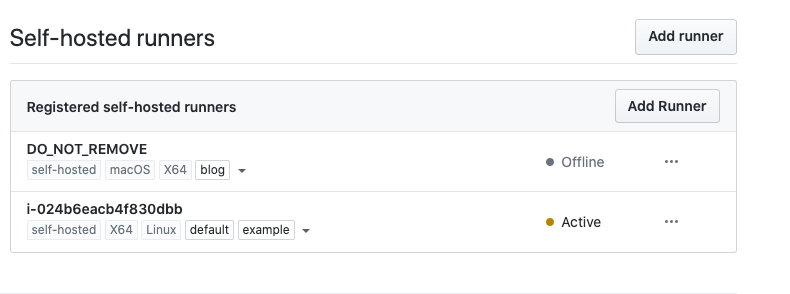 Self-hosted runners Add runner
Registered self-hosted runners Add Runner
DO_NOT_REMOVE
self-hosted macOS X64 blog Offline ...
i-024b6eacb4f830dbb
self-hosted X64 Linux default example Active ...